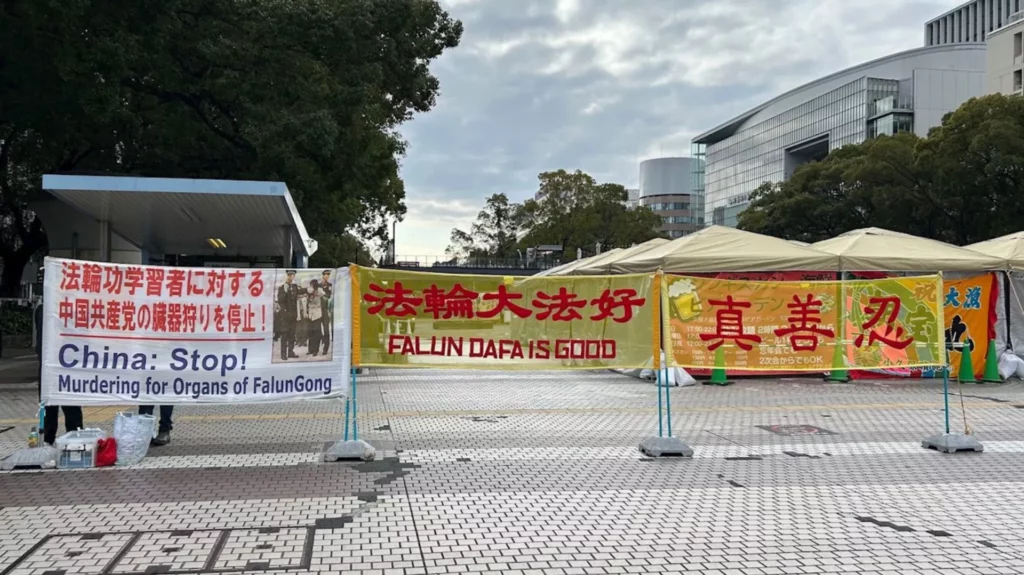 法輪功学習者に対する
中国共産党の臓器狩りを停止！
China: Stop!
Murdering for Organs of FalunGong
法輪大法好
FALUN DAFA IS GOOD
真善忍
大漁